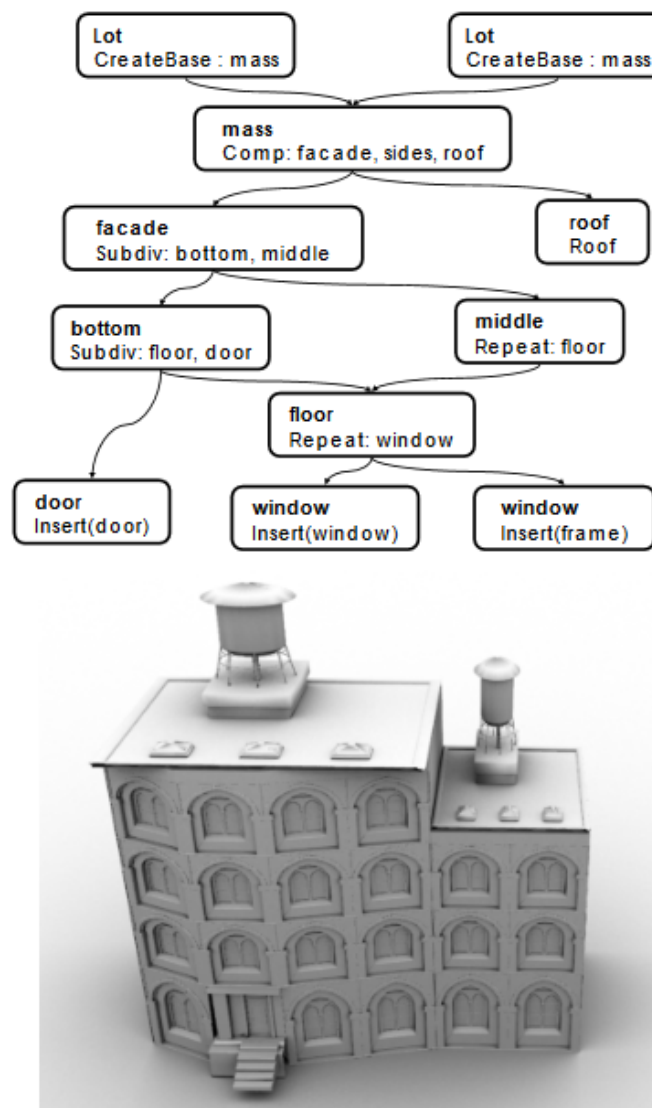 Lot
CreateBase : mass
Lot
CreateBase : mass
mass
Comp: facade, sides, roof
facade
Subdiv: bottom, middle
roof
Roof
bottom
Subdiv: floor, door
middle
Repeat: floor
floor
Repeat: window
door
Insert(door)
window
Insert(window)
window
Insert(frame)